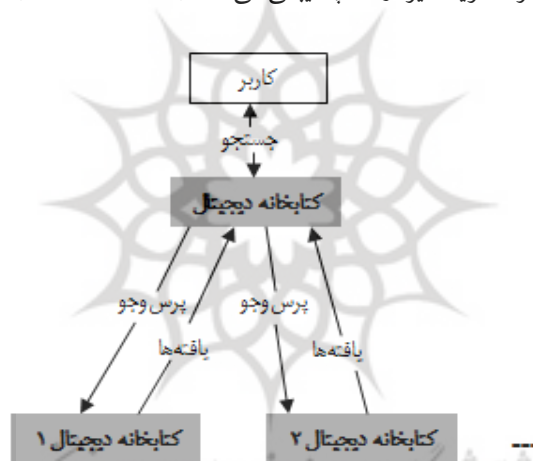 کاربر
جستجو
کتابخانه دیجیتال
پرس‌وجو
پرس‌وجو
یافته‌ها
یافته‌ها
کتابخانه دیجیتال ۲
کتابخانه دیجیتال ۱